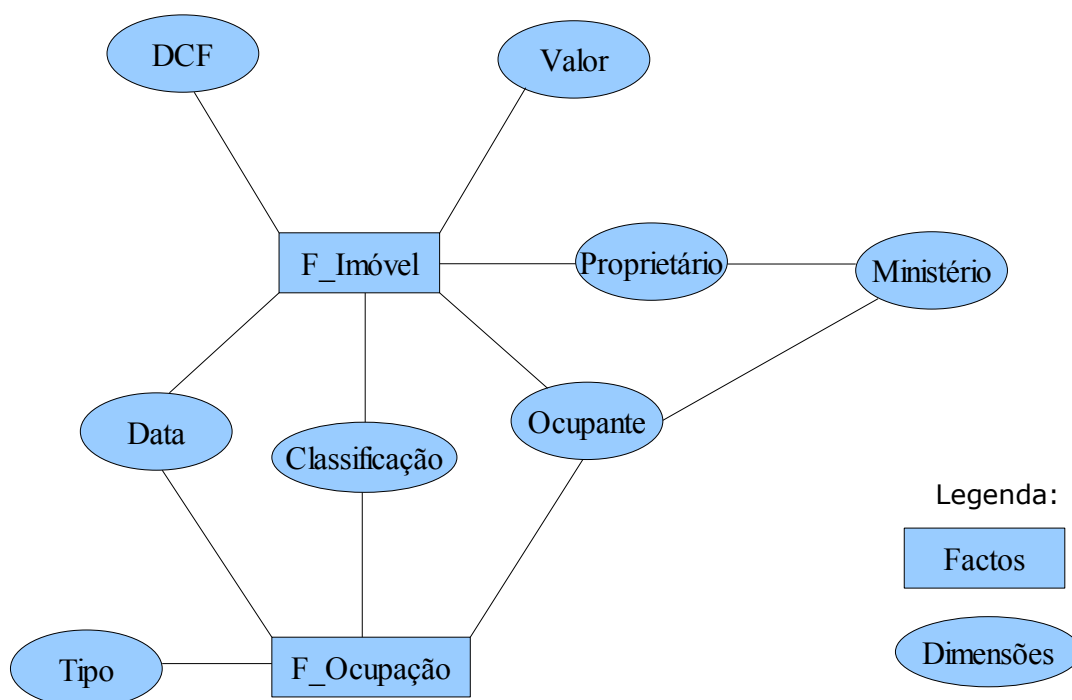 DCF
Valor
F_Imóvel
Proprietário
Ministério
Data
Classificação
Ocupante
Legenda:
Factos
Tipo
F_Ocupação
Dimensões